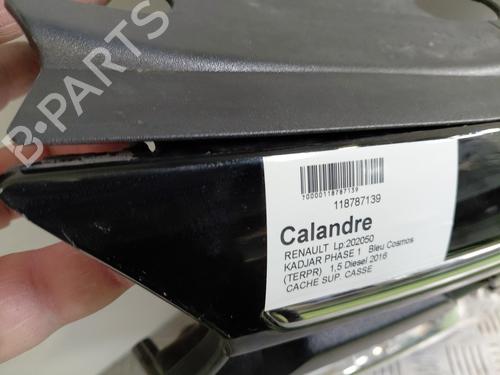 B-PARTS
T0000118787139
118787139
Calandre
RENAULT Lp:202050
KADJAR PHASE 1 Bleu Cosmos
(TERPR) 1,5 Diesel 2016
CACHE SUP. CASSE